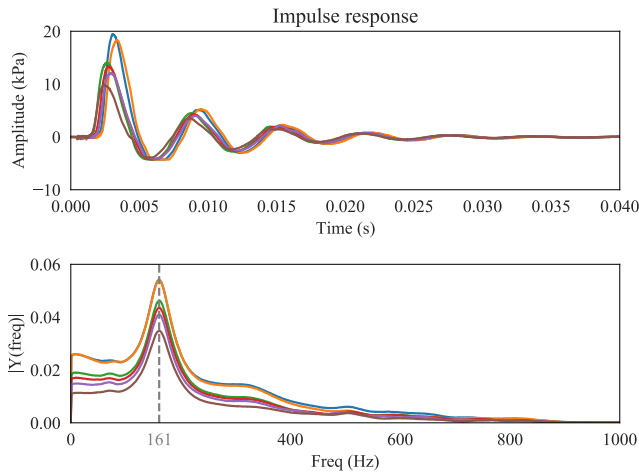 Impulse response
20
10
0
−10
Amplitude (kPa)
0.000 0.005 0.010 0.015 0.020 0.025 0.030 0.035 0.040
Time (s)
0.06
0.04
0.02
0.00
|Y(freq)|
0 161 400 600 800 1000
Freq (Hz)